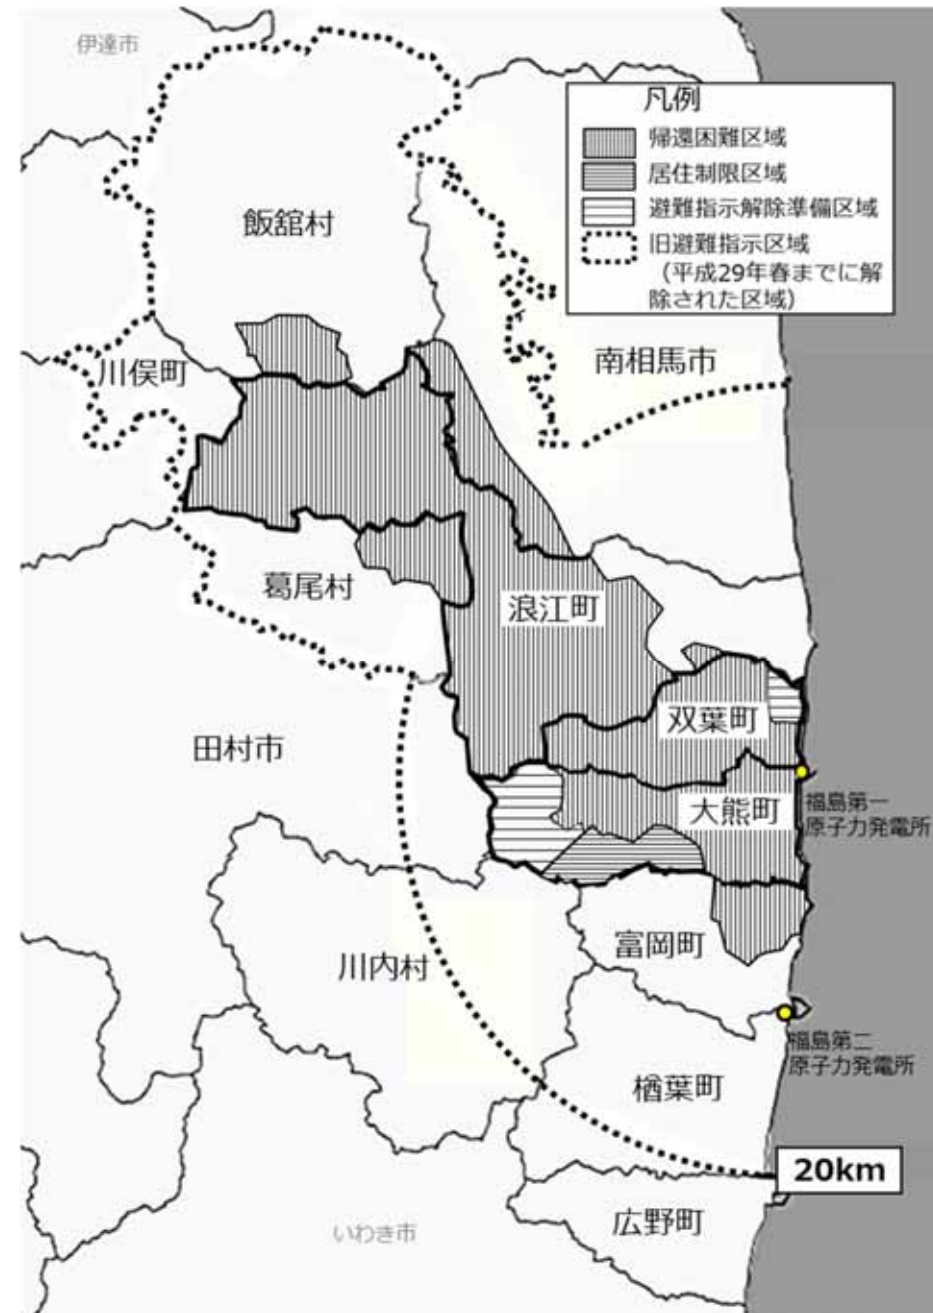 伊達市
凡例
帰還困難区域
居住制限区域
避難指示解除準備区域
旧避難指示区域
（平成29年春までに解
除された区域）
飯舘村
川俣町
南相馬市
葛尾村
浪江町
双葉町
田村市
大熊町
福島第一
原子力発電所
富岡町
川内村
福島第二
原子力発電所
楢葉町
20km
広野町
いわき市